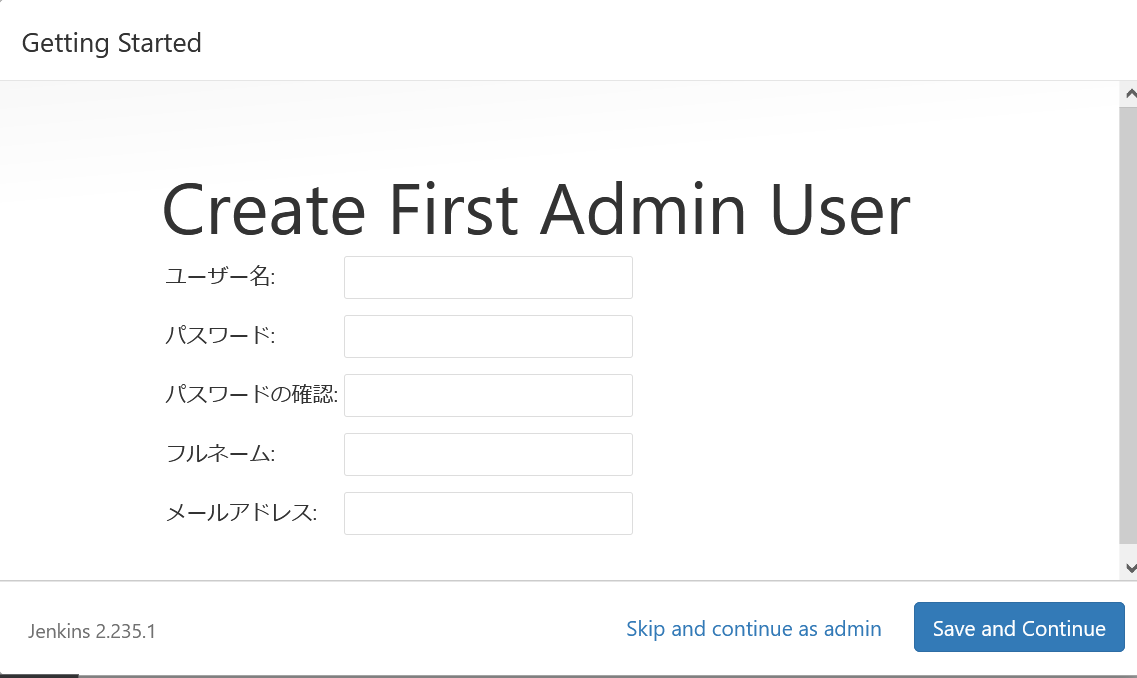 Getting Started
Create First Admin User
ユーザー名:
パスワード:
パスワードの確認:
フルネーム:
メールアドレス:
Jenkins 2.235.1
Skip and continue as admin
Save and Continue